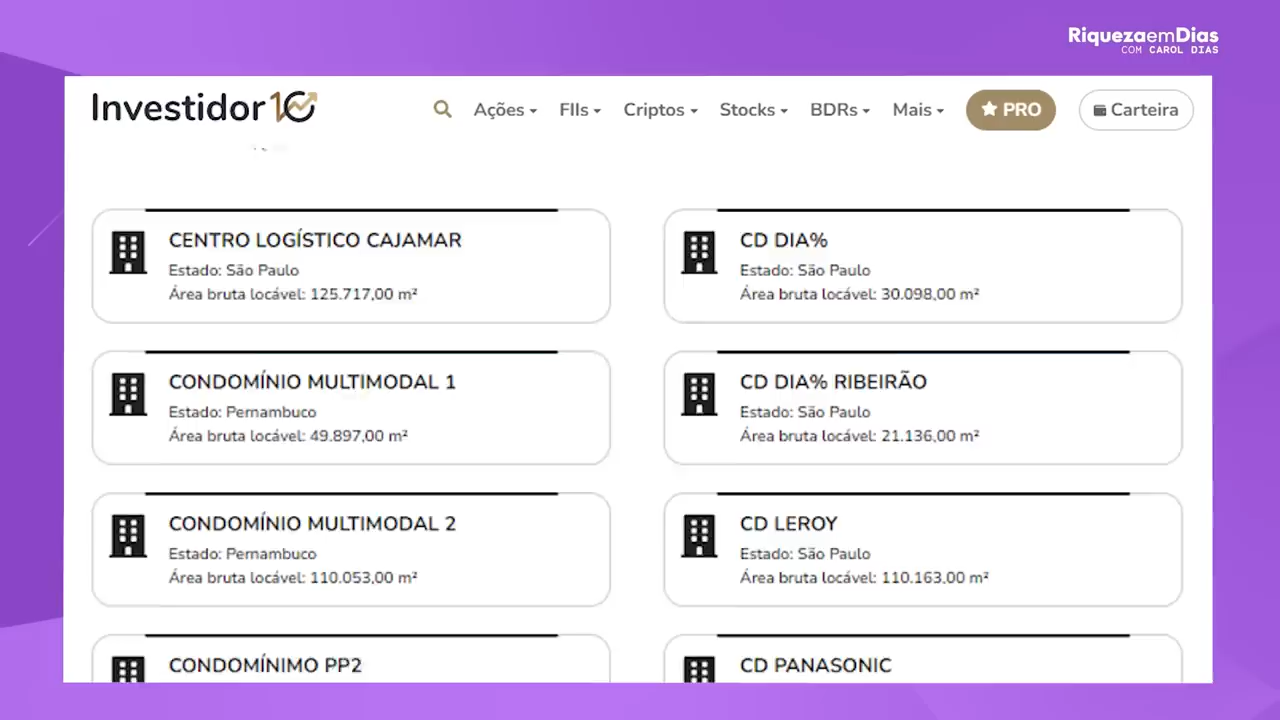 RiquezaemDias
COM CAROL DIAS
Investidor10
Ações
FIIs
Criptos
Stocks
BDRs
Mais
PRO
Carteira
CENTRO LOGÍSTICO CAJAMAR
Estado: São Paulo
Área bruta locável: 125.717,00 m²
CD DIA%
Estado: São Paulo
Área bruta locável: 30.098,00 m²
CONDOMÍNIO MULTIMODAL 1
Estado: Pernambuco
Área bruta locável: 49.897,00 m²
CD DIA% RIBEIRÃO
Estado: São Paulo
Área bruta locável: 21.136,00 m²
CONDOMÍNIO MULTIMODAL 2
Estado: Pernambuco
Área bruta locável: 110.053,00 m²
CD LEROY
Estado: São Paulo
Área bruta locável: 110.163,00 m²
CONDOMÍNIMO PP2
CD PANASONIC